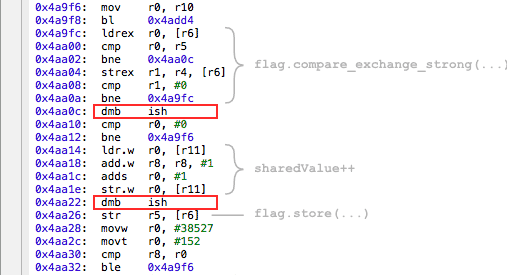 0x4a9f6: mov r0, r10
0x4a9f8: bl 0x4add4
0x4a9fc: ldrex r0, [r6]
0x4aa00: cmp r0, r5
0x4aa02: bne 0x4aa0c
0x4aa04: strex r1, r4, [r6]
0x4aa08: cmp r1, #0
0x4aa0a: bne 0x4a9fc
flag.compare_exchange_strong(...)
0x4aa0c: dmb ish
0x4aa10: cmp r0, #0
0x4aa12: bne 0x4a9f6
0x4aa14: ldr.w r0, [r11]
0x4aa18: add.w r8, r8, #1
0x4aa1c: adds r0, #1
0x4aa1e: str.w r0, [r11]
sharedValue++
0x4aa22: dmb ish
0x4aa26: str r5, [r6] flag.store(...)
0x4aa28: movw r0, #38527
0x4aa2c: movt r0, #152
0x4aa30: cmp r8, r0
0x4aa32: ble 0x4a9f6